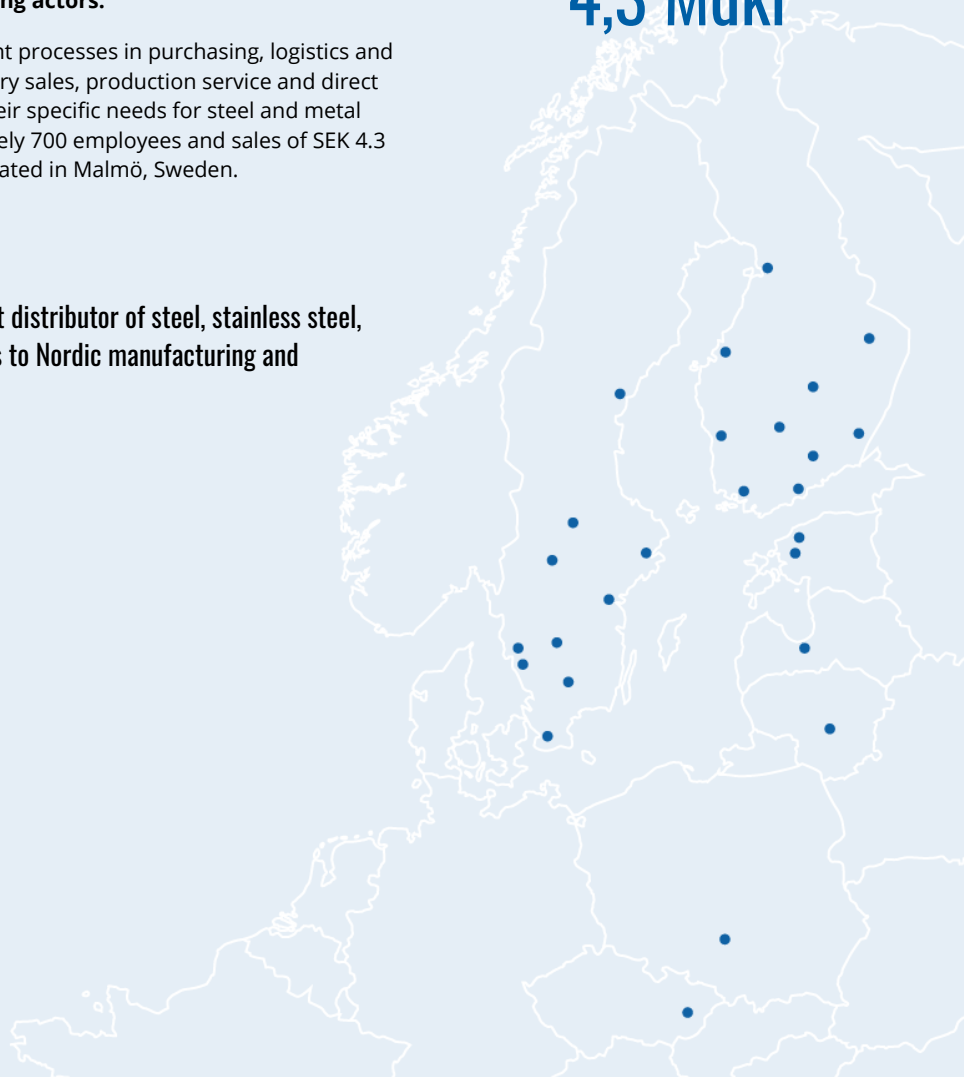 ng actors.
4,3 Mdkr
nt processes in purchasing, logistics and
ry sales, production service and direct
eir specific needs for steel and metal
ely 700 employees and sales of SEK 4.3
ated in Malmö, Sweden.
t distributor of steel, stainless steel,
s to Nordic manufacturing and